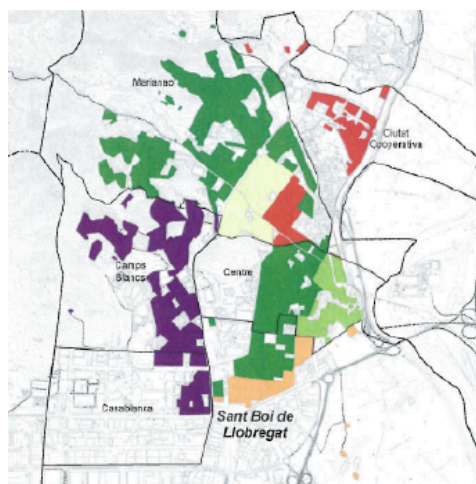 Marianao
Ciutat
Cooperativa
Camps
Blancs
Centre
Casablanca
Sant Boi de
Llobregat